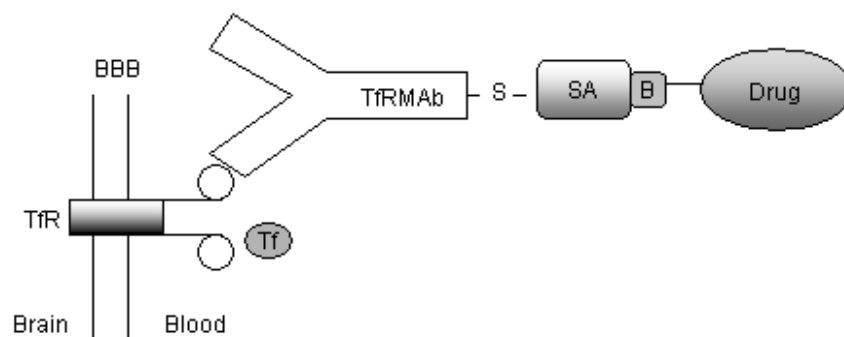 BBB
TfRMAb
S
SA
B
Drug
TfR
Tf
Brain
Blood